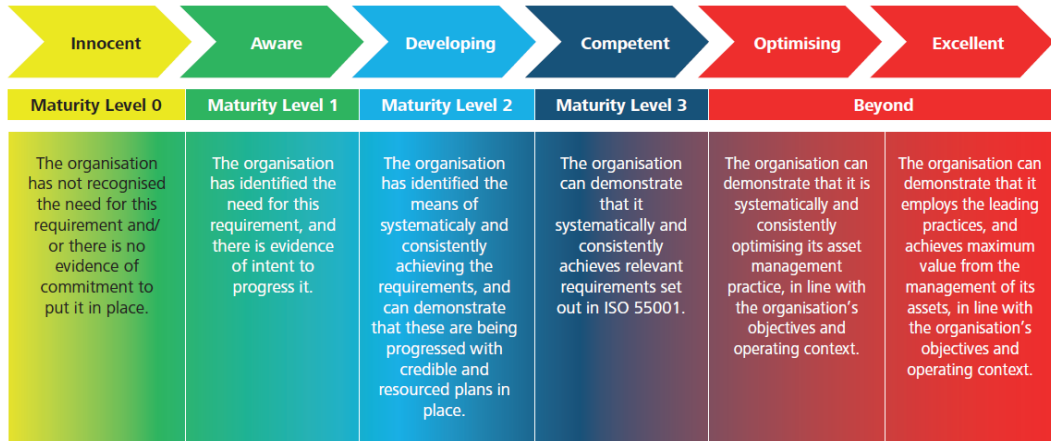 Innocent
Aware
Developing
Competent
Optimising
Excellent
Maturity Level 0
Maturity Level 1
Maturity Level 2
Maturity Level 3
Beyond
The organisation
has not recognised
the need for this
requirement and/
or there is no
evidence of
commitment to
put it in place.
The organisation
has identified the
need for this
requirement, and
there is evidence
of intent to
progress it.
The organisation
has identified the
means of
systematicaly and
consistently
achieving the
requirements, and
can demonstrate
that these are being
progressed with
credible and
resourced plans in
place.
The organisation
can demonstrate
that it
systematically and
consistently
achieves relevant
requirements set
out in ISO 55001.
The organisation can
demonstrate that it is
systematically and
consistently
optimising its asset
management
practice, in line with
the organisation’s
objectives and
operating context.
The organisation can
demonstrate that it
employs the leading
practices, and
achieves maximum
value from the
management of its
assets, in line with
the organisation’s
objectives and
operating context.